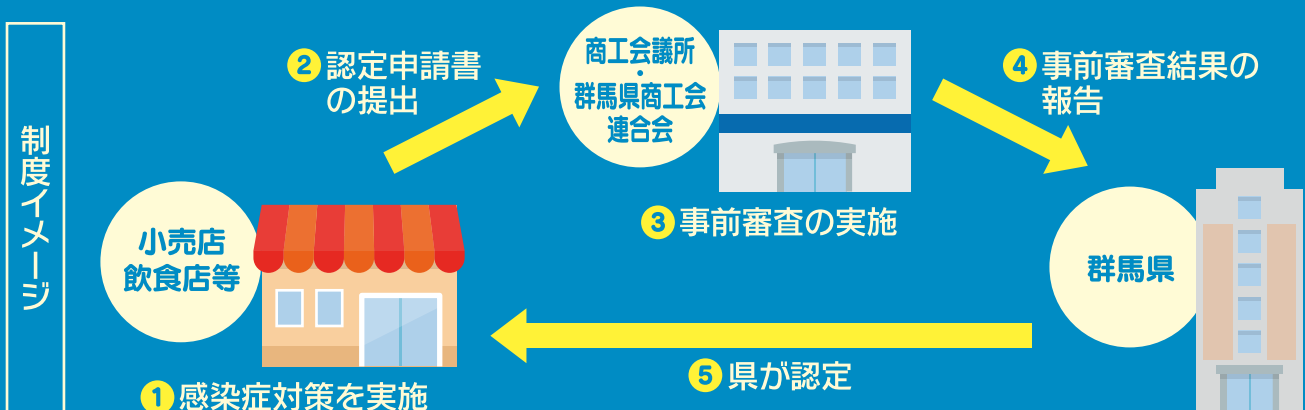 制度イメージ
②認定申請書
の提出
商工会議所
・
群馬県商工会
連合会
④事前審査結果の
報告
③事前審査の実施
小売店
飲食店等
群馬県
⑤県が認定
①感染症対策を実施